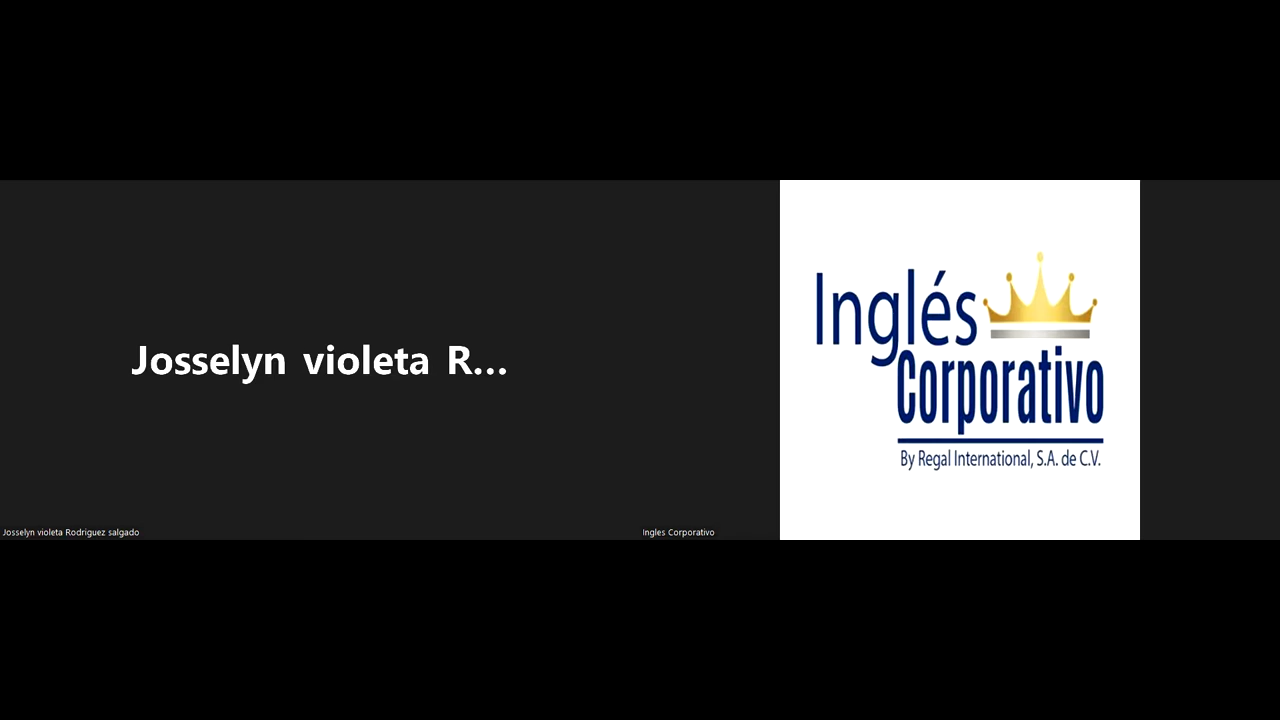 Josselyn violeta R...
Josselyn violeta Rodriguez salgado
Inglés
Corporativo
By Regal International, S.A. de C.V.
Ingles Corporativo